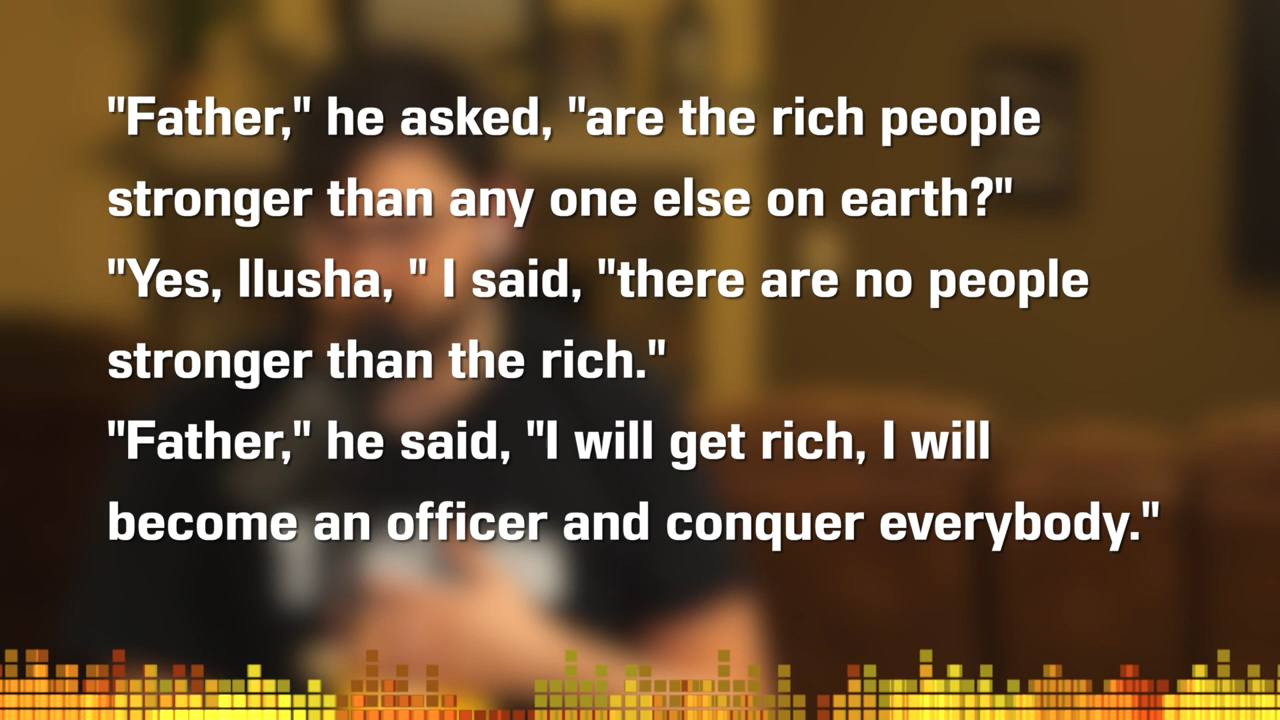 "Father," he asked, "are the rich people
stronger than any one else on earth?"
"Yes, Ilusha, " I said, "there are no people
stronger than the rich."
"Father," he said, "I will get rich, I will
become an officer and conquer everybody."